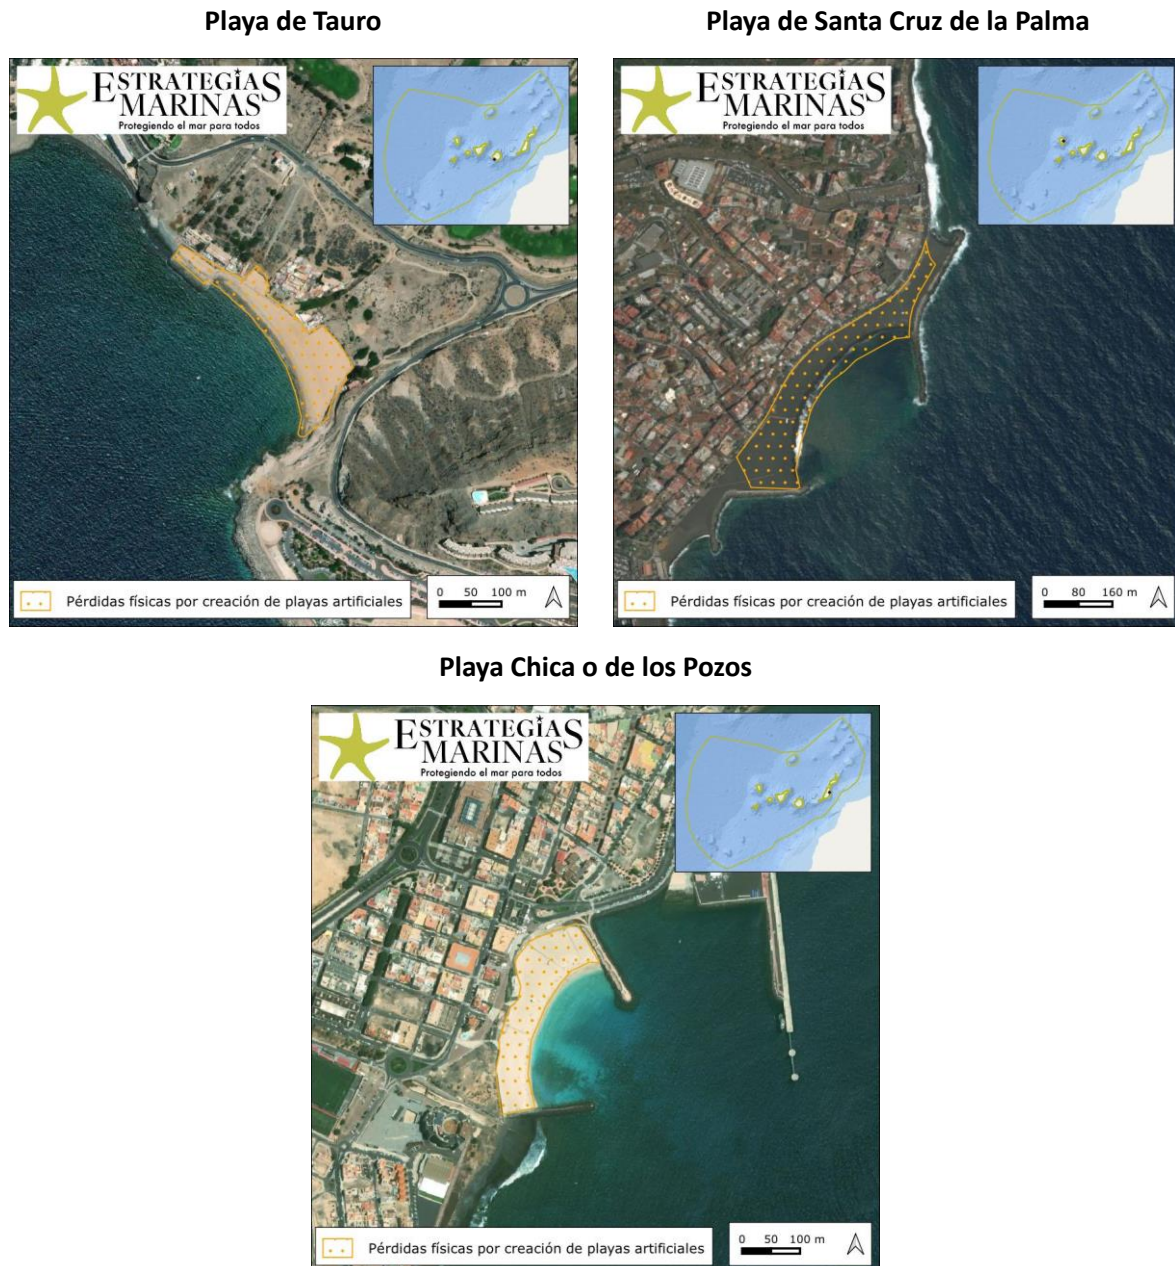 Playa de Tauro
Playa de Santa Cruz de la Palma
ESTRATEGIAS
MARINAS
Protegiendo el mar para todos
Pérdidas físicas por creación de playas artificiales
0 50 100 m
ESTRATEGIAS
MARINAS
Protegiendo el mar para todos
Pérdidas físicas por creación de playas artificiales
0 80 160 m
Playa Chica o de los Pozos
ESTRATEGIAS
MARINAS
Protegiendo el mar para todos
Pérdidas físicas por creación de playas artificiales
0 50 100 m